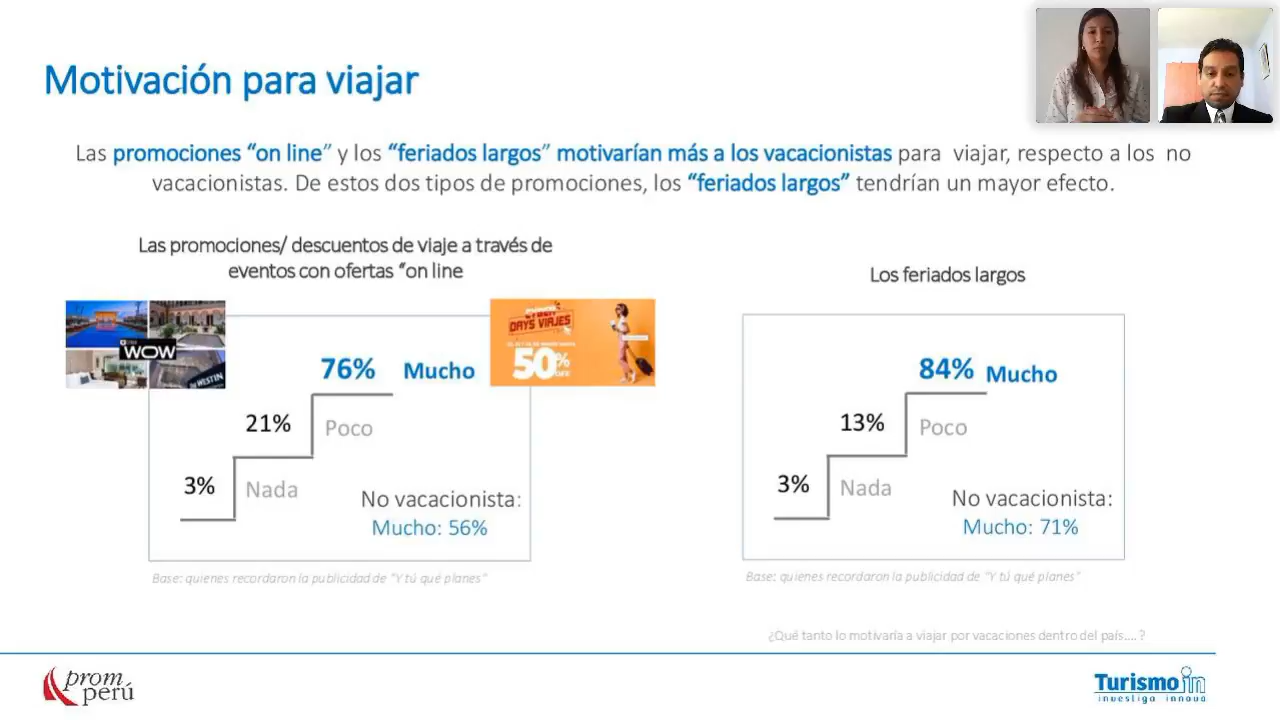 Motivación para viajar
Las promociones “on line” y los “feriados largos” motivarían más a los vacacionistas para viajar, respecto a los no
vacacionistas. De estos dos tipos de promociones, los “feriados largos” tendrían un mayor efecto.
Las promociones/ descuentos de viaje a través de
eventos con ofertas “on line
WOW
WESTIN
CYBER
DAYS VIAJES
50%
OFF
76% Mucho
21% Poco
3% Nada
No vacacionista:
Mucho: 56%
Base: quienes recordaron la publicidad de "Y tú qué planes"
Los feriados largos
84% Mucho
13% Poco
3% Nada
No vacacionista:
Mucho: 71%
Base: quienes recordaron la publicidad de "Y tú qué planes"
¿Qué tanto lo motivaría a viajar por vacaciones dentro del país.... ?
prom
perú
Turismo in
investiga innova